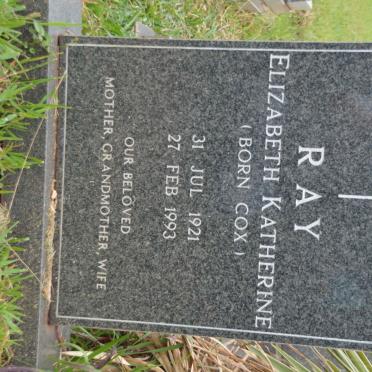 RAY
ELIZABETH KATHERINE
( BORN COX )
31 JUL 1921
27 FEB 1993
OUR BELOVED
MOTHER, GRANDMOTHER, WIFE